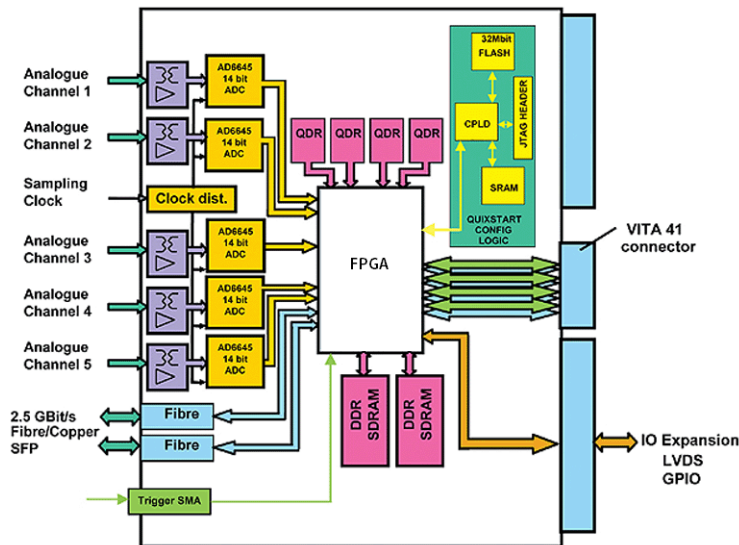 Analogue
Channel 1
AD6645
14 bit
ADC
Analogue
Channel 2
AD6645
14 bit
ADC
Sampling
Clock
Clock dist.
Analogue
Channel 3
AD6645
14 bit
ADC
Analogue
Channel 4
AD6645
14 bit
ADC
Analogue
Channel 5
AD6645
14 bit
ADC
2.5 GBit/s
Fibre/Copper
SFP
Fibre
Fibre
Trigger SMA
QDR
QDR
QDR
QDR
FPGA
DDR
SDRAM
DDR
SDRAM
32Mbit
FLASH
CPLD
JTAG HEADER
SRAM
QUIXSTART
CONFIG
LOGIC
VITA 41
connector
IO Expansion
LVDS
GPIO